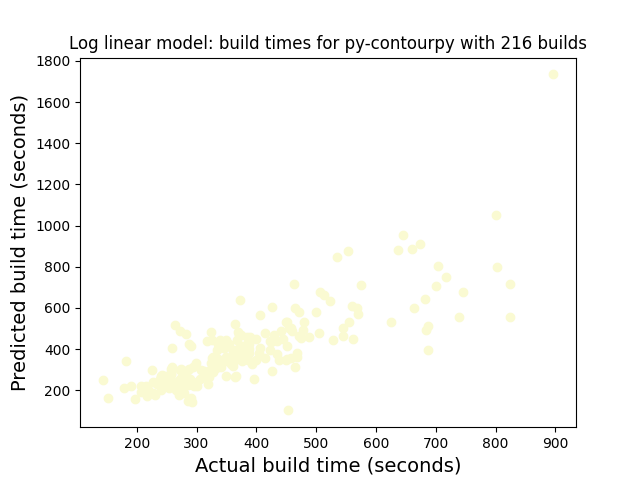 Log linear model: build times for py-contourpy with 216 builds
1800
1600
1400
1200
1000
800
600
400
200
Predicted build time (seconds)
200 300 400 500 600 700 800 900
Actual build time (seconds)